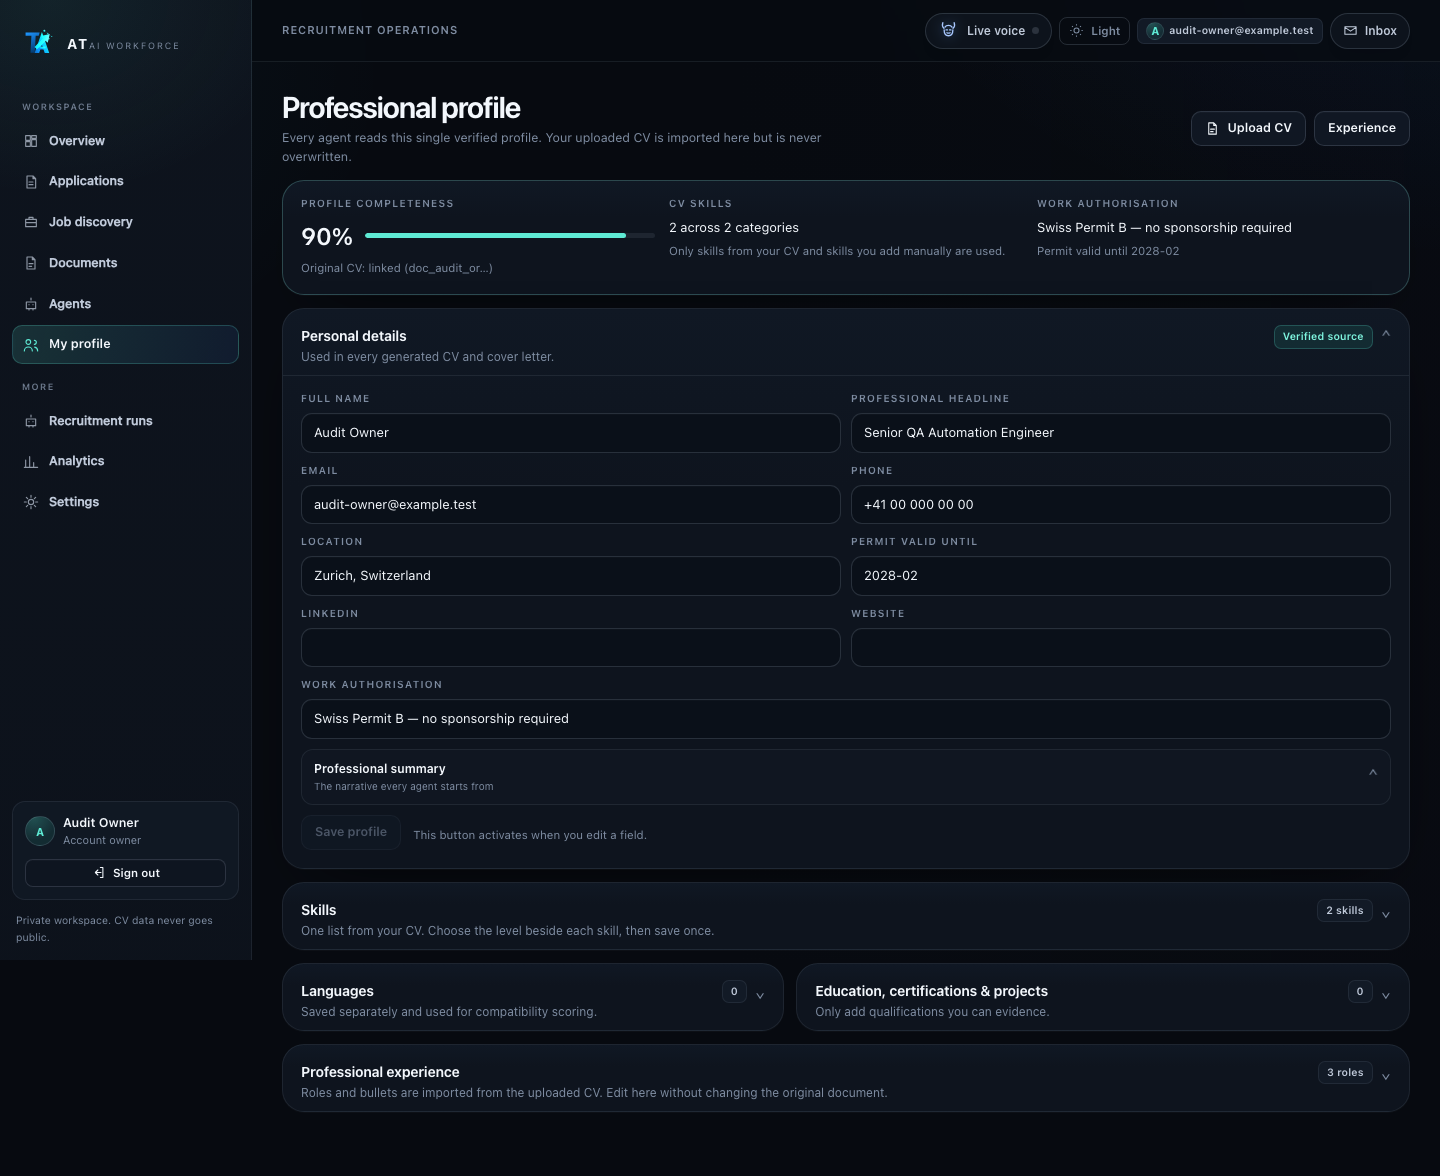 AT AI WORKFORCE
WORKSPACE
Overview
Applications
Job discovery
Documents
Agents
My profile
MORE
Recruitment runs
Analytics
Settings
A
Audit Owner
Account owner
Sign out
Private workspace. CV data never goes
public.
RECRUITMENT OPERATIONS
Live voice
Light
A audit-owner@example.test
Inbox
Professional profile
Every agent reads this single verified profile. Your uploaded CV is imported here but is never
overwritten.
Upload CV
Experience
PROFILE COMPLETENESS
90%
Original CV: linked (doc_audit_or…)
CV SKILLS
2 across 2 categories
Only skills from your CV and skills you add manually are used.
WORK AUTHORISATION
Swiss Permit B — no sponsorship required
Permit valid until 2028-02
Personal details
Used in every generated CV and cover letter.
Verified source
FULL NAME
Audit Owner
PROFESSIONAL HEADLINE
Senior QA Automation Engineer
EMAIL
audit-owner@example.test
PHONE
+41 00 000 00 00
LOCATION
Zurich, Switzerland
PERMIT VALID UNTIL
2028-02
LINKEDIN
WEBSITE
WORK AUTHORISATION
Swiss Permit B — no sponsorship required
Professional summary
The narrative every agent starts from
Save profile
This button activates when you edit a field.
Skills
One list from your CV. Choose the level beside each skill, then save once.
2 skills
Languages
Saved separately and used for compatibility scoring.
0
Education, certifications & projects
Only add qualifications you can evidence.
0
Professional experience
Roles and bullets are imported from the uploaded CV. Edit here without changing the original document.
3 roles